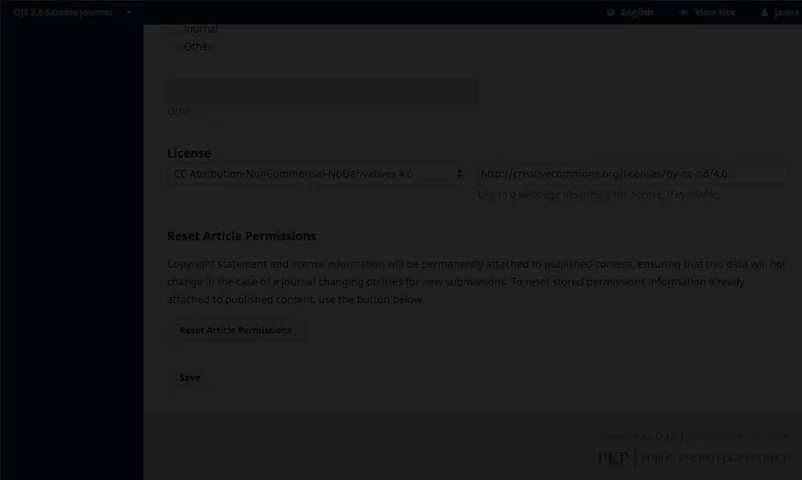 OJS 3.0 Sample Journal
English
View Site
Janna
Journal
Other
Other
License
CC Attribution-NonCommercial-NoDerivatives 4.0
http://creativecommons.org/licenses/by-nc-nd/4.0
URL to a webpage describing the license, if available.
Reset Article Permissions
Copyright statement and license information will be permanently attached to published content, ensuring that this data will not
change in the case of a journal changing policies for new submissions. To reset stored permissions information already
attached to published content, use the button below.
Reset Article Permissions
Save
OJS
PKP PUBLIC KNOWLEDGE PROJECT